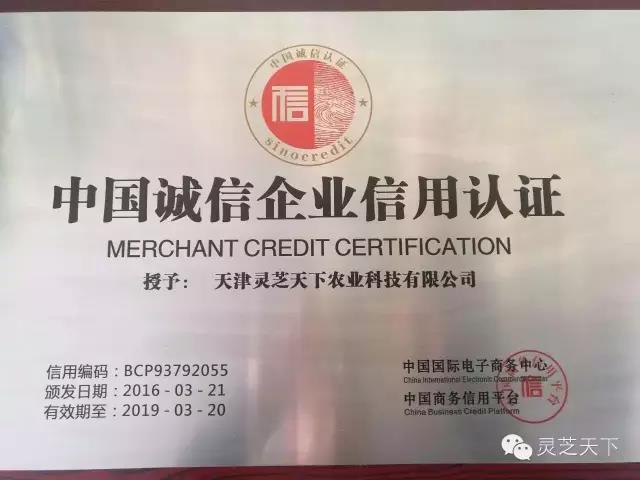 中国诚信认证
信
sinocredit
中国诚信企业信用认证
MERCHANT CREDIT CERTIFICATION
授予： 天津灵芝天下农业科技有限公司
信用编码：BCP93792055
颁发日期：2016－03－21
有效期至：2019－03－20
中国国际电子商务中心
China International Electronic Commerce Center
中国商务信用平台
China Business Credit Platform
信
灵芝天下